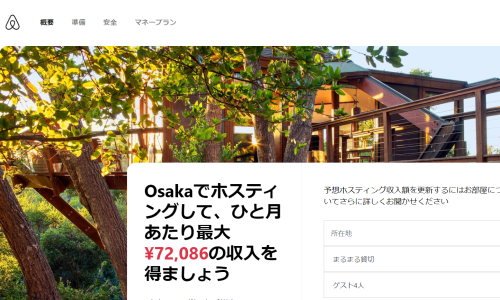 概要 準備 安全 マネープラン
Osakaでホスティ
ングして、ひと月
あたり最大
¥72,086の収入を
得ましょう
予想ホスティング収入額を更新するにはお部屋につ
いてさらに詳しくお聞かせください
所在地
まるまる貸切
ゲスト4人